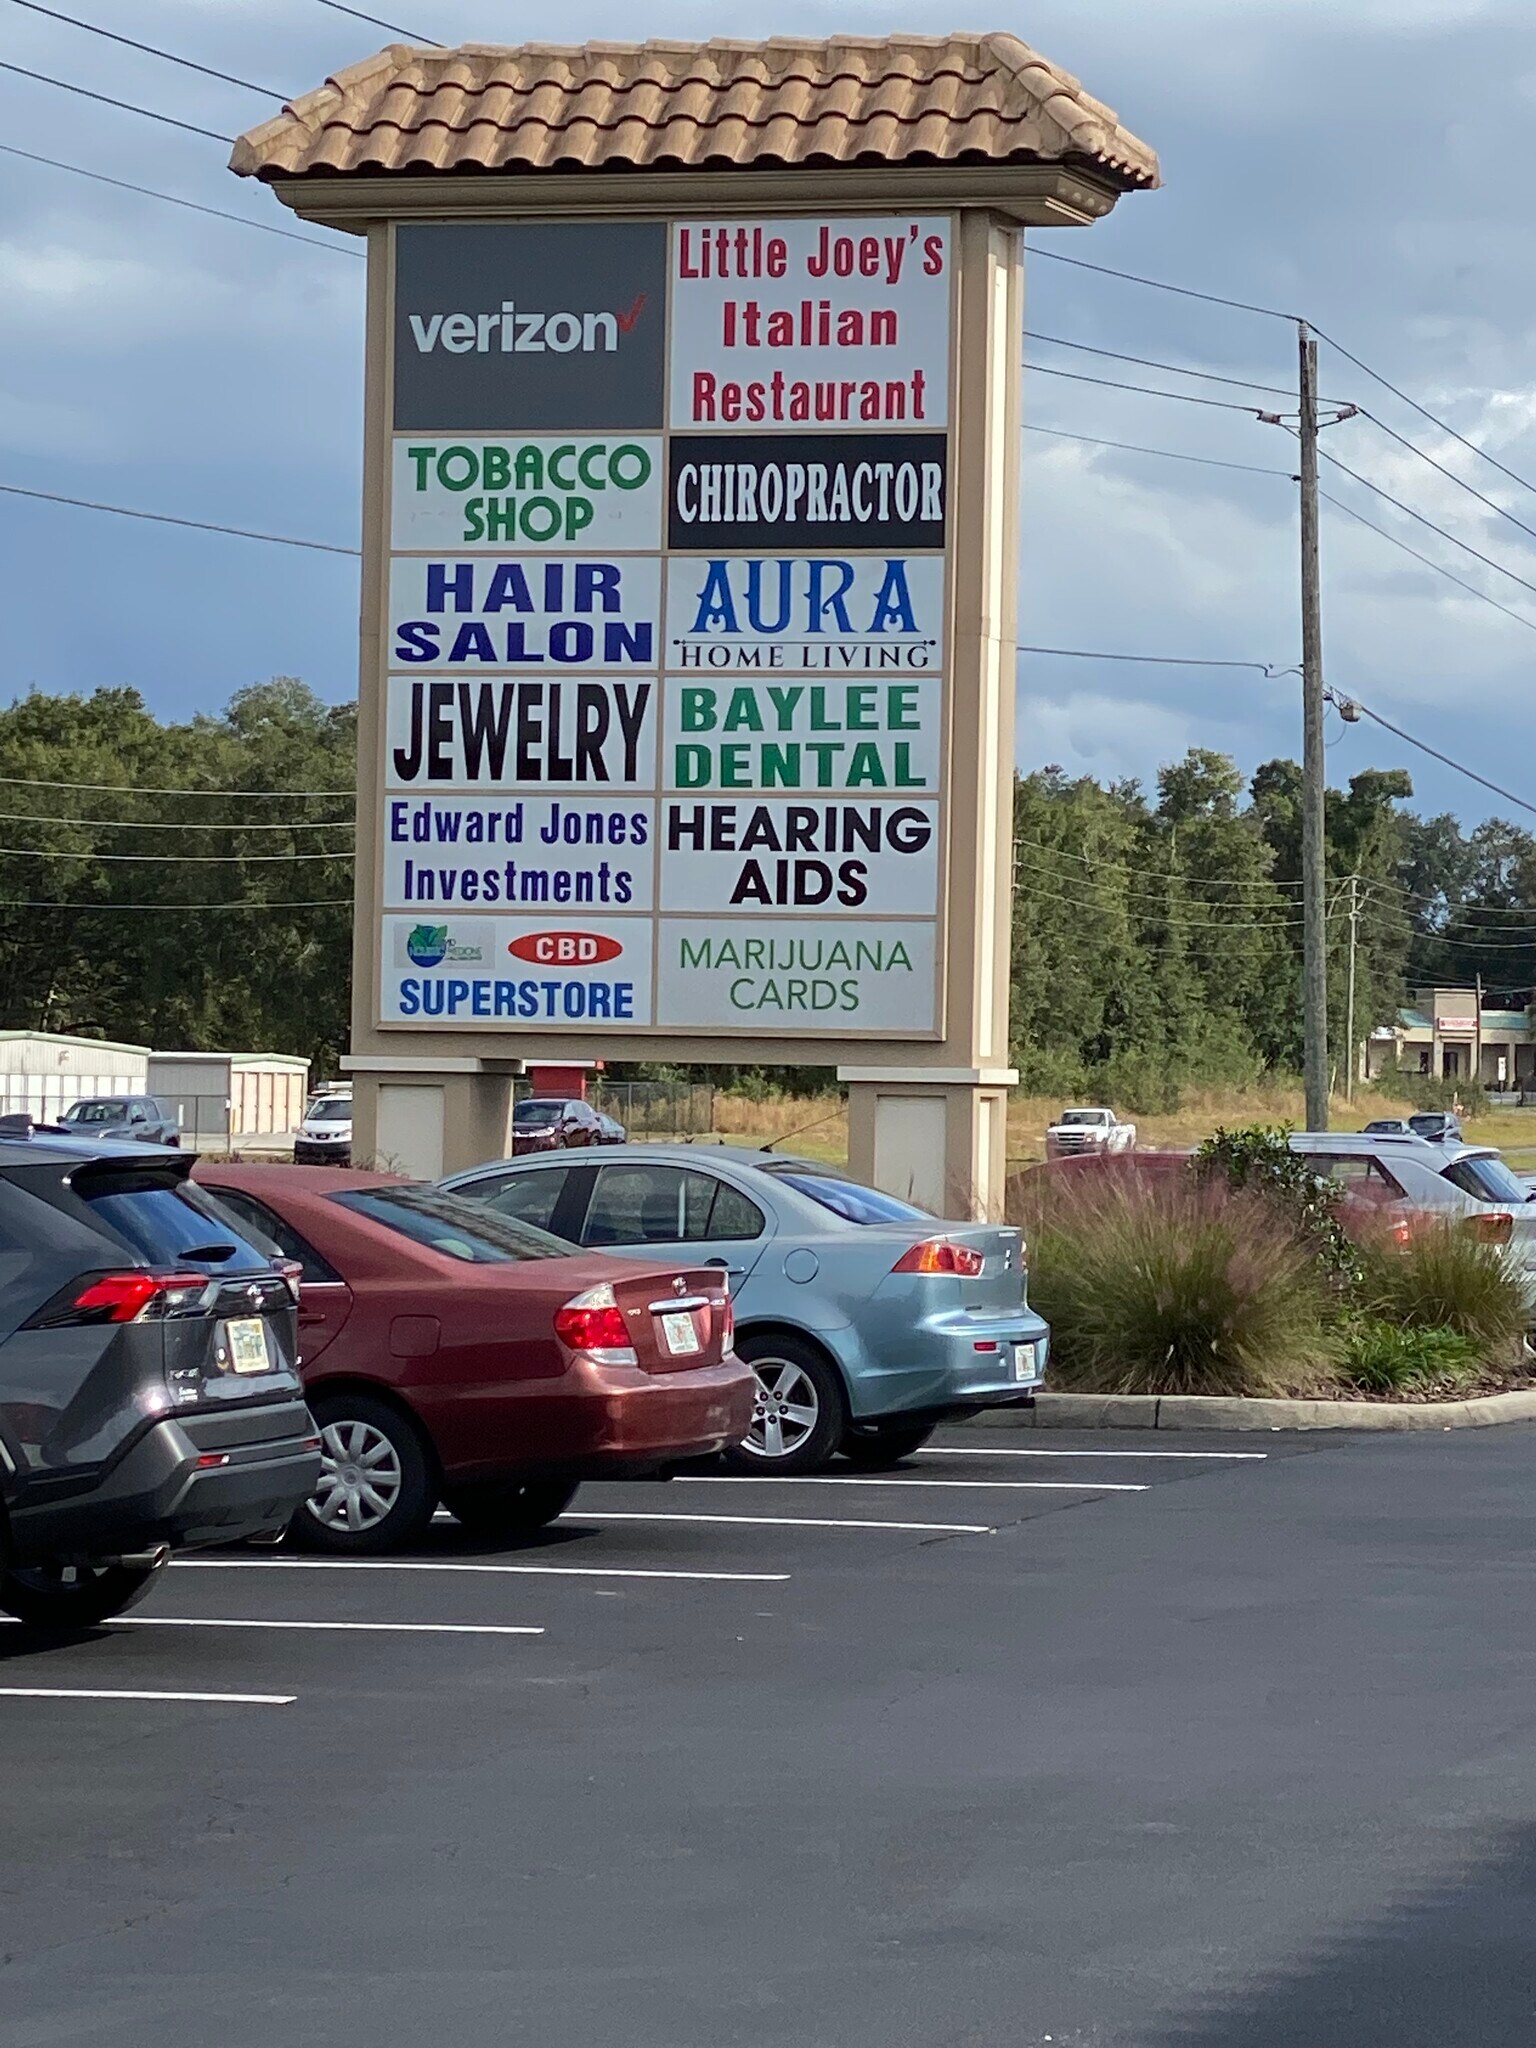 verizon
Little Joey's
Italian
Restaurant
TOBACCO
SHOP
CHIROPRACTOR
HAIR
SALON
AURA
HOME LIVING
JEWELRY
BAYLEE
DENTAL
Edward Jones
Investments
HEARING
AIDS
CBD
SUPERSTORE
MARIJUANA
CARDS